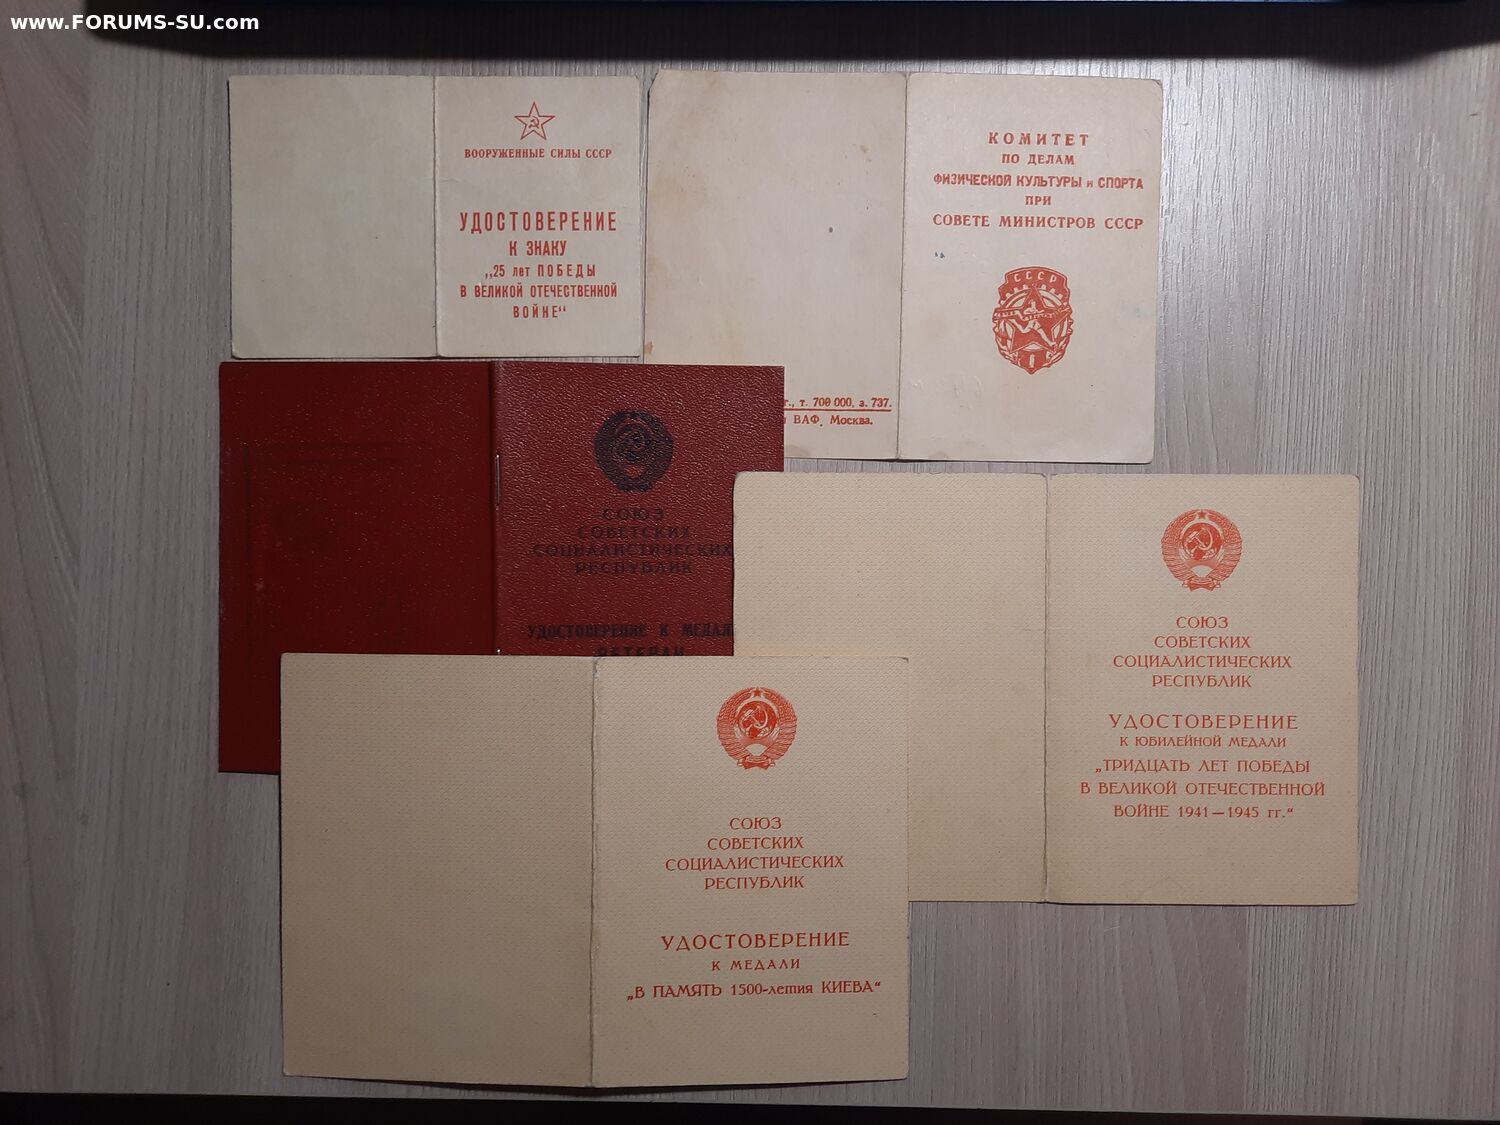 www.FORUMS-SU.com
ВООРУЖЕННЫЕ СИЛЫ СССР
УДОСТОВЕРЕНИЕ
К ЗНАКУ
„25 лет ПОБЕДЫ
В ВЕЛИКОЙ ОТЕЧЕСТВЕННОЙ
ВОЙНЕ“
КОМИТЕТ
ПО ДЕЛАМ
ФИЗИЧЕСКОЙ КУЛЬТУРЫ и СПОРТА
ПРИ
СОВЕТЕ МИНИСТРОВ СССР
СССР
I
г., т. 700 000, з. 737.
ВАФ. Москва.
СОЮЗ
СОВЕТСКИХ
СОЦИАЛИСТИЧЕСКИХ
РЕСПУБЛИК
УДОСТОВЕРЕНИЕ К МЕДАЛ
ВЕТЕРАН
СОЮЗ
СОВЕТСКИХ
СОЦИАЛИСТИЧЕСКИХ
РЕСПУБЛИК
УДОСТОВЕРЕНИЕ
К ЮБИЛЕЙНОЙ МЕДАЛИ
„ТРИДЦАТЬ ЛЕТ ПОБЕДЫ
В ВЕЛИКОЙ ОТЕЧЕСТВЕННОЙ
ВОЙНЕ 1941—1945 гг.“
СОЮЗ
СОВЕТСКИХ
СОЦИАЛИСТИЧЕСКИХ
РЕСПУБЛИК
УДОСТОВЕРЕНИЕ
К МЕДАЛИ
„В ПАМЯТЬ 1500-летия КИЕВА“